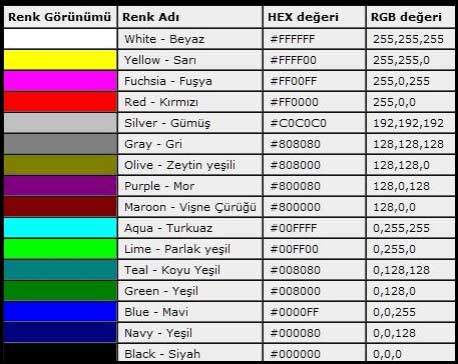 Renk Görünümü Renk Adı HEX değeri RGB değeri
White - Beyaz #FFFFFF 255,255,255
Yellow - Sarı #FFFF00 255,255,0
Fuchsia - Fuşya #FF00FF 255,0,255
Red - Kırmızı #FF0000 255,0,0
Silver - Gümüş #C0C0C0 192,192,192
Gray - Gri #808080 128,128,128
Olive - Zeytin yeşili #808000 128,128,0
Purple - Mor #800080 128,0,128
Maroon - Vişne Çürüğü #800000 128,0,0
Aqua - Turkuaz #00FFFF 0,255,255
Lime - Parlak yeşil #00FF00 0,255,0
Teal - Koyu Yeşil #008080 0,128,128
Green - Yeşil #008000 0,128,0
Blue - Mavi #0000FF 0,0,255
Navy - Yeşil #000080 0,0,128
Black - Siyah #000000 0,0,0